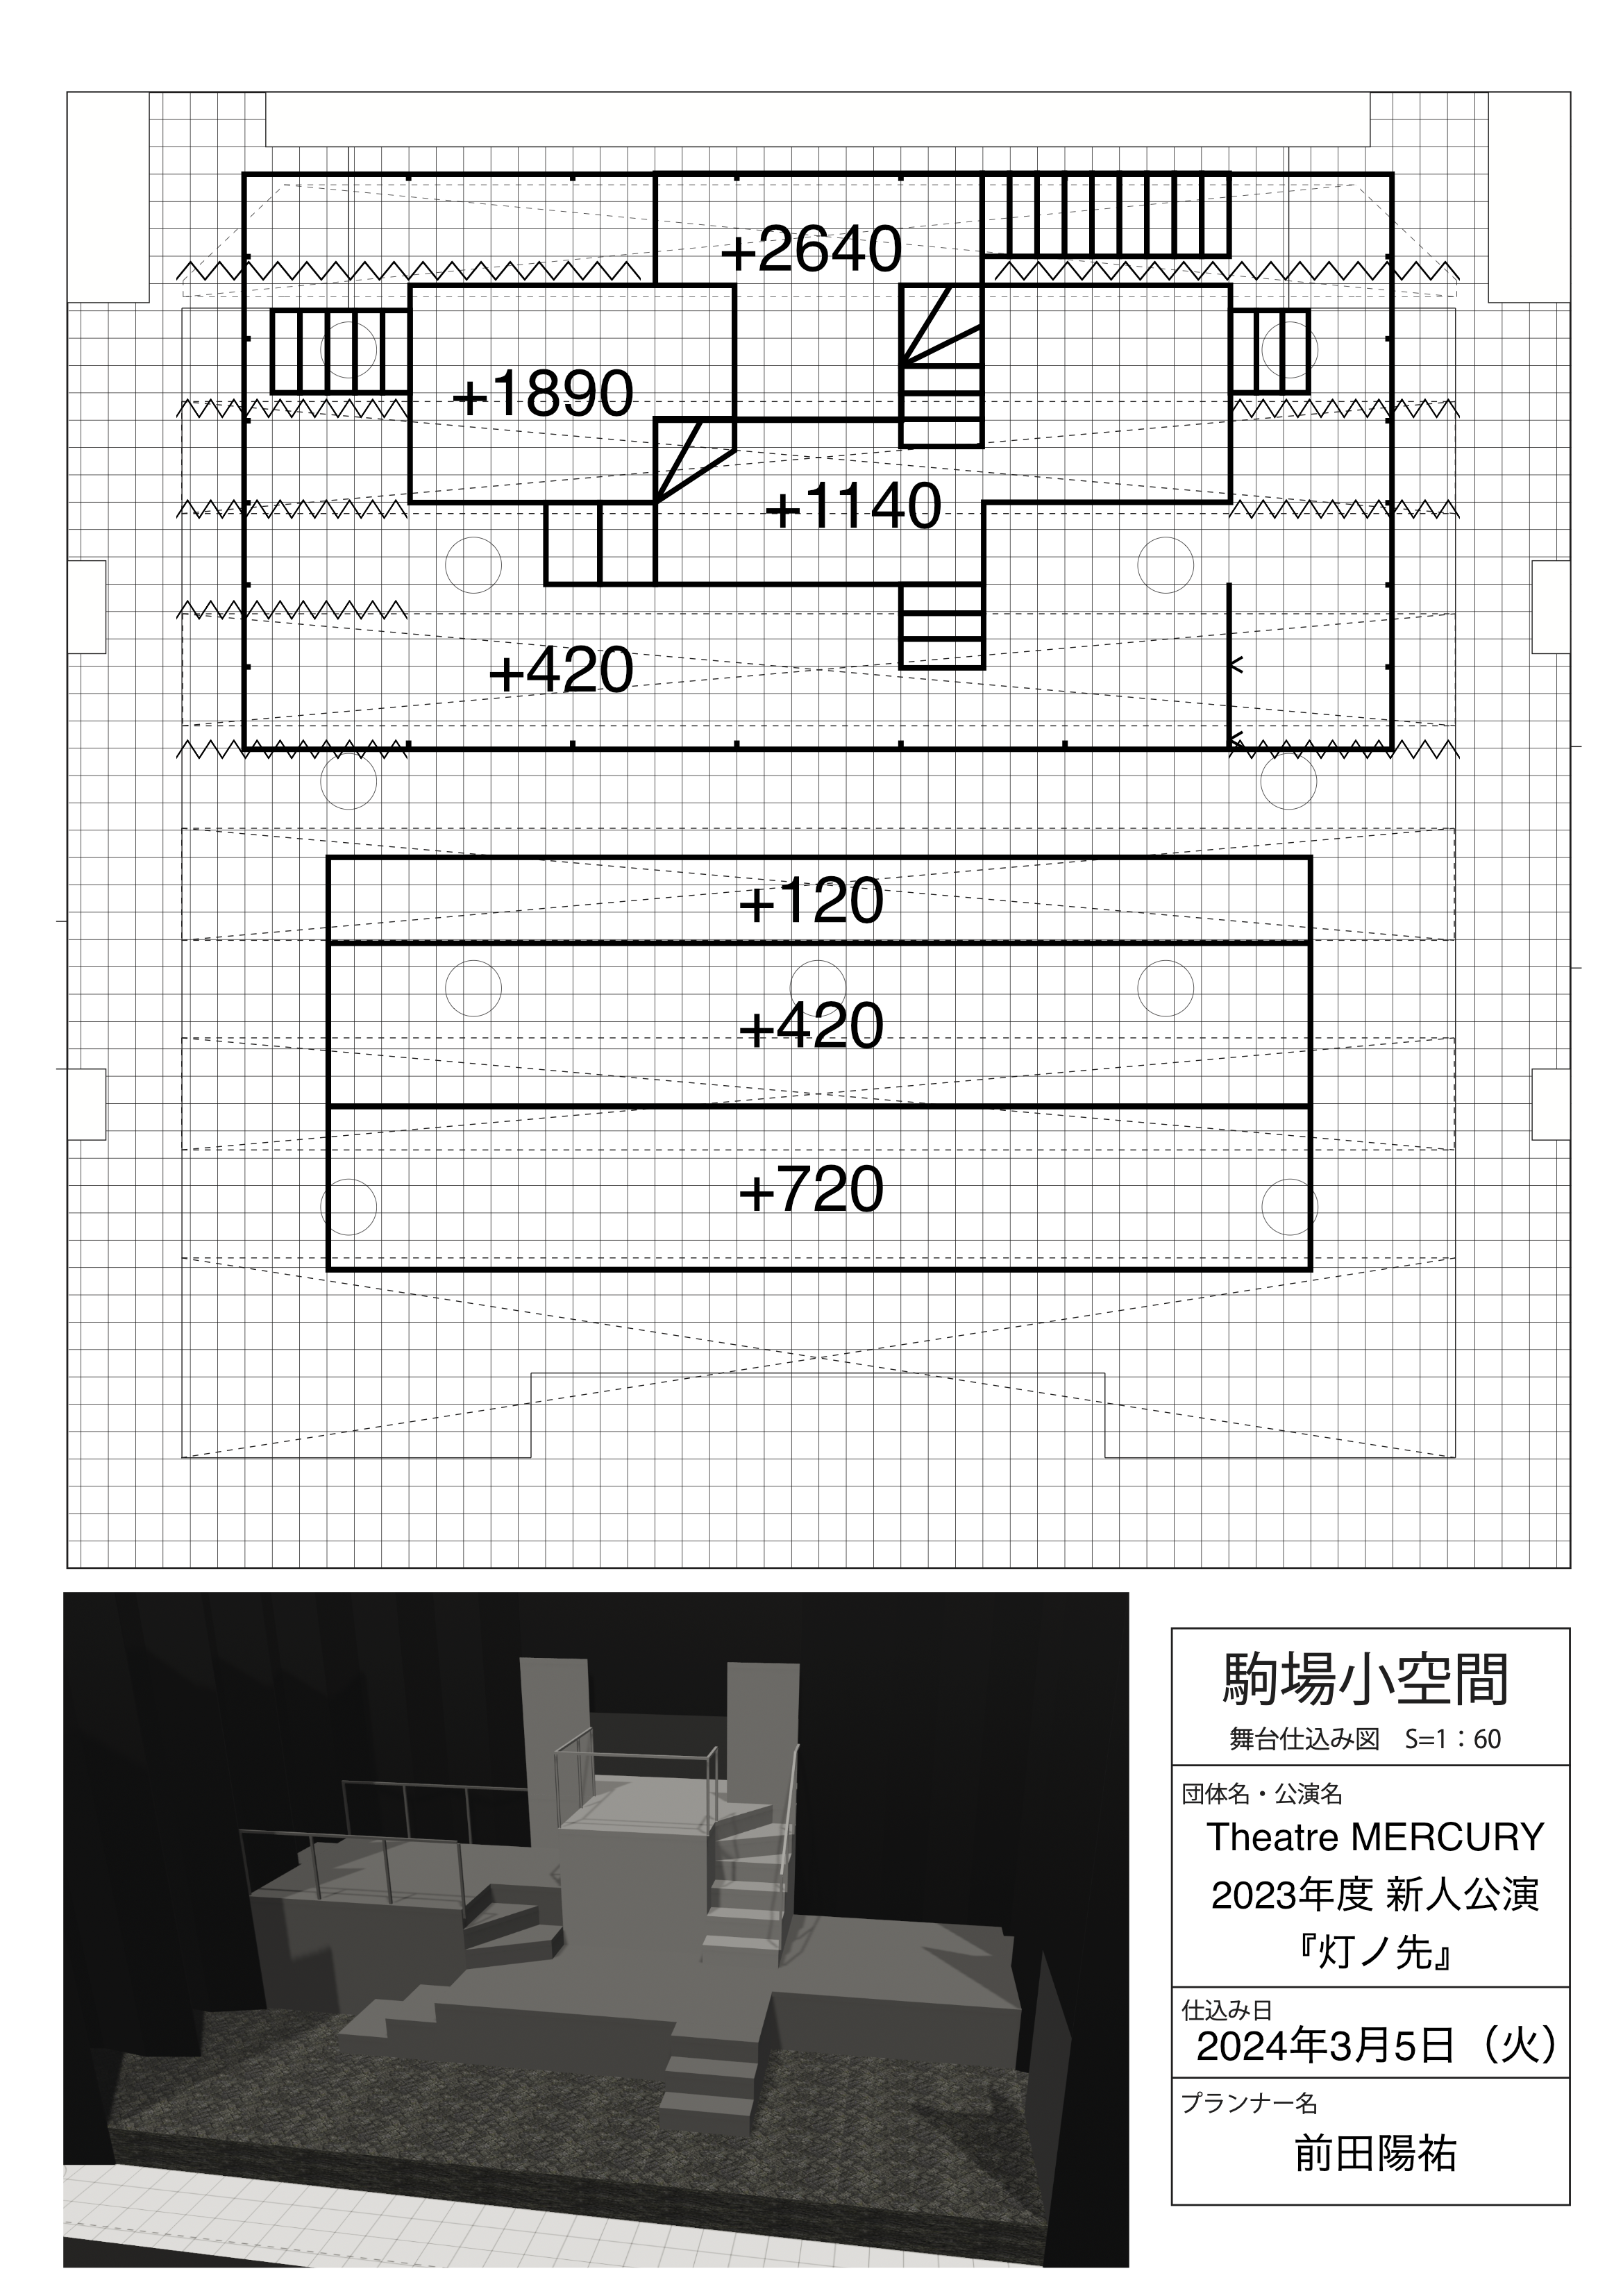 +2640
+1890
+1140
+420
+120
+420
+720
駒場小空間
舞台仕込み図 S=1：60
団体名・公演名
Theatre MERCURY
2023年度 新人公演
『灯ノ先』
仕込み日
2024年3月5日（火）
プランナー名
前田陽祐